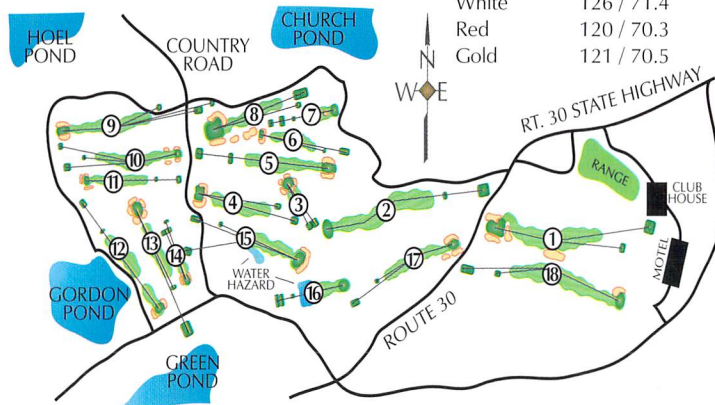 White 126 / 71.4
Red 120 / 70.3
Gold 121 / 70.5
HOEL
POND
COUNTRY
ROAD
CHURCH
POND
N
W E
RT. 30 STATE HIGHWAY
9
8
7
10
6
5
11
4
3
2
RANGE
CLUB
HOUSE
12
13
14
15
17
1
MOTEL
18
WATER
HAZARD
16
GORDON
POND
ROUTE 30
GREEN
POND